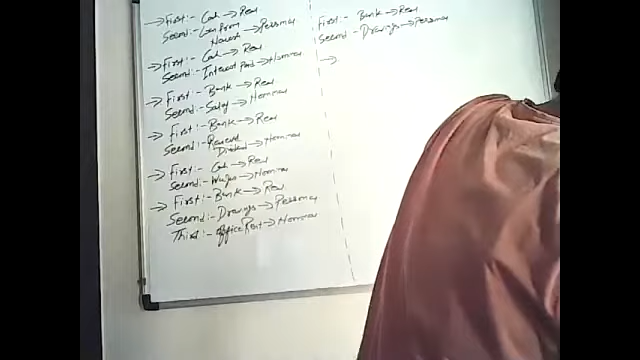 → First:- Cash → Real
Second:- Loan From
Naresh → Personal
→ First:- Cash → Real
Second:- Interest Paid → Nominal
→ First:- Bank → Real
Second:- Salary → Nominal
→ First:- Bank → Real
Second:- Received
Dividend → Nominal
→ First:- Cash → Real
Second:- Wages → Nominal
→ First:- Bank → Real
Second:- Drawings → Personal
Third:- Office Rent → Nominal
First:- Bank → Real
Second:- Drawings → Personal
→